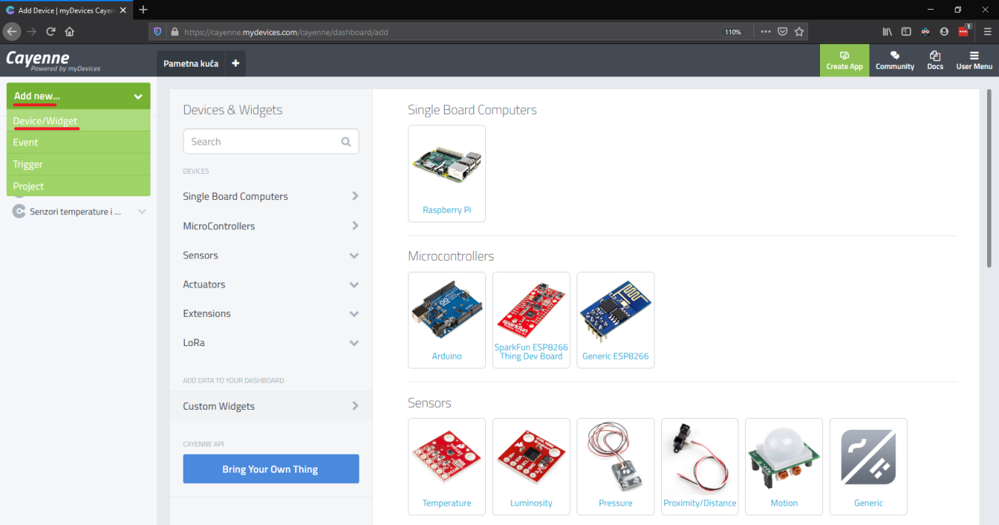 Add Device | myDevices Cayen
https://cayenne.mydevices.com/cayenne/dashboard/add
110%
1
Cayenne
Powered by myDevices
Pametna kuća
Create App
Community
Docs
User Menu
Add new...
Device/Widget
Event
Trigger
Project
Senzori temperature i ...
Devices & Widgets
Search
DEVICES
Single Board Computers
MicroControllers
Sensors
Actuators
Extensions
LoRa
ADD DATA TO YOUR DASHBOARD
Custom Widgets
CAYENNE API
Bring Your Own Thing
Single Board Computers
Raspberry Pi
Microcontrollers
Arduino
sparkfun
SparkFun ESP8266
Thing Dev Board
Generic ESP8266
Sensors
Temperature
Luminosity
Pressure
Proximity/Distance
Motion
Generic